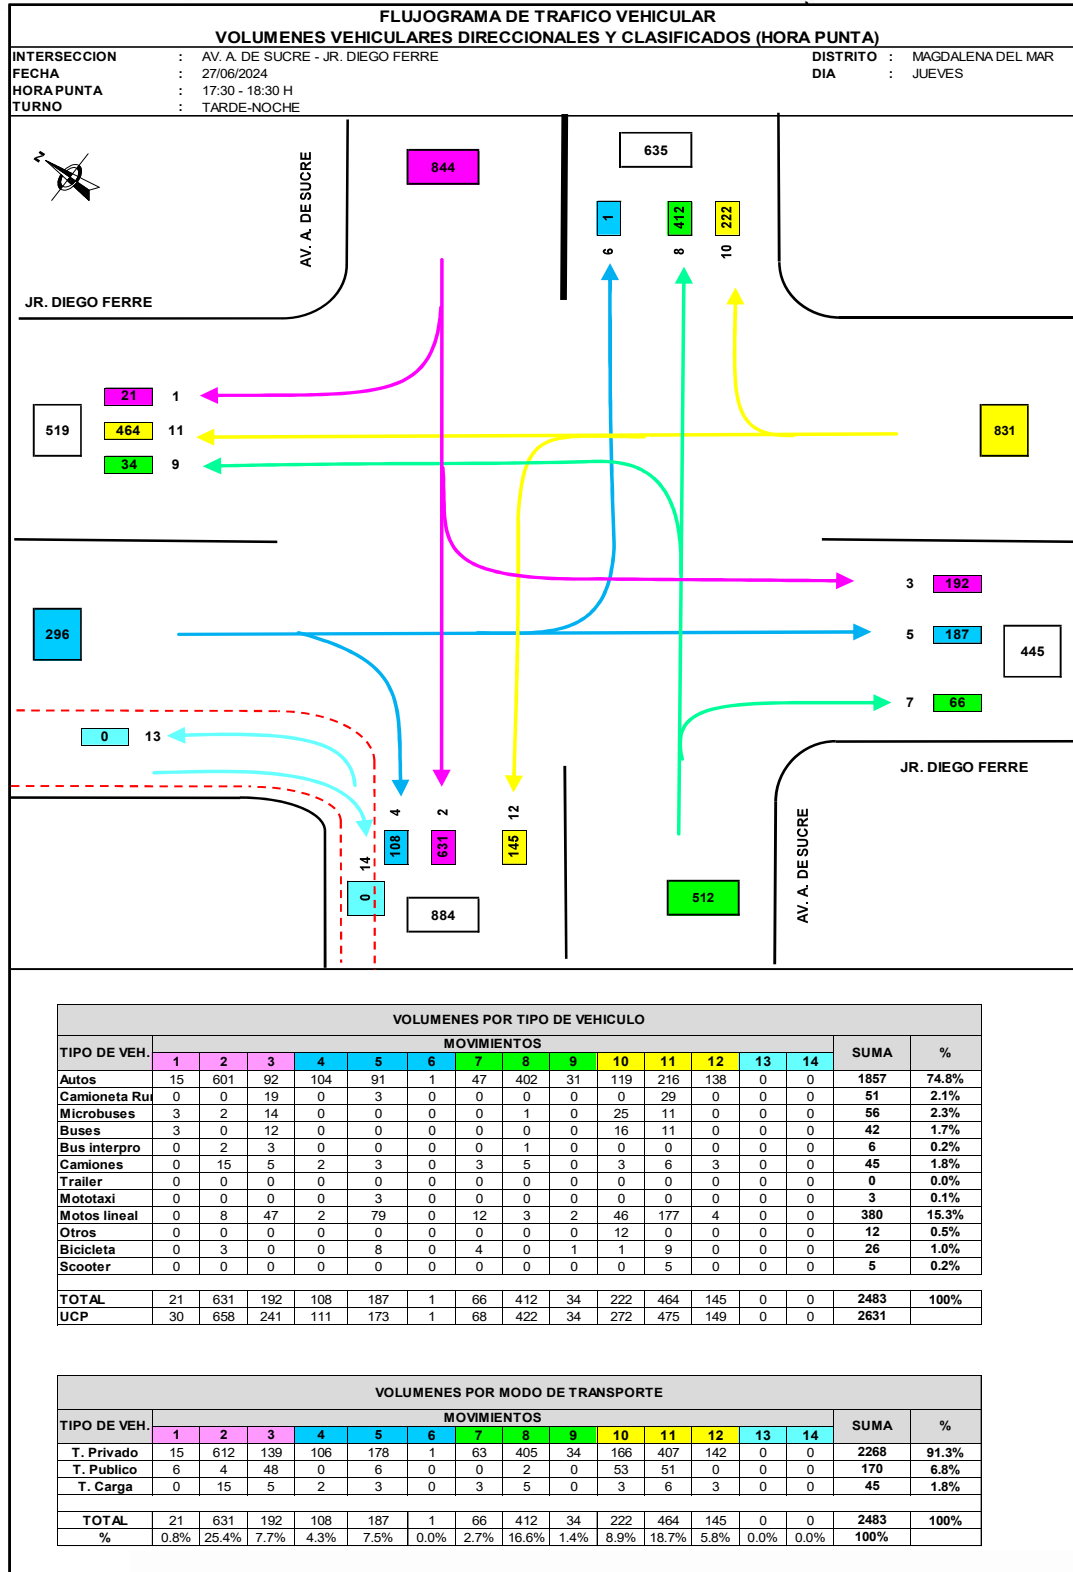 FLUJOGRAMA DE TRAFICO VEHICULAR
VOLUMENES VEHICULARES DIRECCIONALES Y CLASIFICADOS (HORA PUNTA)
INTERSECCION : AV. A. DE SUCRE - JR. DIEGO FERRE DISTRITO : MAGDALENA DEL MAR
FECHA : 27/06/2024 DIA : JUEVES
HORA PUNTA : 17:30 - 18:30 H
TURNO : TARDE-NOCHE
Z
AV. A. DE SUCRE
844
635
1
412
222
6
8
10
JR. DIEGO FERRE
21 1
519 464 11
34 9
831
3 192
296
5 187
445
7 66
0 13
JR. DIEGO FERRE
4
2
12
108
631
145
14
0
884
512
AV. A. DE SUCRE
VOLUMENES POR TIPO DE VEHICULO
TIPO DE VEH. MOVIMIENTOS SUMA %
1 2 3 4 5 6 7 8 9 10 11 12 13 14
Autos 15 601 92 104 91 1 47 402 31 119 216 138 0 0 1857 74.8%
Camioneta Rur 0 0 19 0 3 0 0 0 0 0 29 0 0 0 51 2.1%
Microbuses 3 2 14 0 0 0 0 1 0 25 11 0 0 0 56 2.3%
Buses 3 0 12 0 0 0 0 0 0 16 11 0 0 0 42 1.7%
Bus interpro 0 2 3 0 0 0 0 1 0 0 0 0 0 0 6 0.2%
Camiones 0 15 5 2 3 0 3 5 0 3 6 3 0 0 45 1.8%
Trailer 0 0 0 0 0 0 0 0 0 0 0 0 0 0 0 0.0%
Mototaxi 0 0 0 0 3 0 0 0 0 0 0 0 0 0 3 0.1%
Motos lineal 0 8 47 2 79 0 12 3 2 46 177 4 0 0 380 15.3%
Otros 0 0 0 0 0 0 0 0 0 12 0 0 0 0 12 0.5%
Bicicleta 0 3 0 0 8 0 4 0 1 1 9 0 0 0 26 1.0%
Scooter 0 0 0 0 0 0 0 0 0 0 5 0 0 0 5 0.2%
TOTAL 21 631 192 108 187 1 66 412 34 222 464 145 0 0 2483 100%
UCP 30 658 241 111 173 1 68 422 34 272 475 149 0 0 2631
VOLUMENES POR MODO DE TRANSPORTE
TIPO DE VEH. MOVIMIENTOS SUMA %
1 2 3 4 5 6 7 8 9 10 11 12 13 14
T. Privado 15 612 139 106 178 1 63 405 34 166 407 142 0 0 2268 91.3%
T. Publico 6 4 48 0 6 0 0 2 0 53 51 0 0 0 170 6.8%
T. Carga 0 15 5 2 3 0 3 5 0 3 6 3 0 0 45 1.8%
TOTAL 21 631 192 108 187 1 66 412 34 222 464 145 0 0 2483 100%
% 0.8% 25.4% 7.7% 4.3% 7.5% 0.0% 2.7% 16.6% 1.4% 8.9% 18.7% 5.8% 0.0% 0.0% 100%